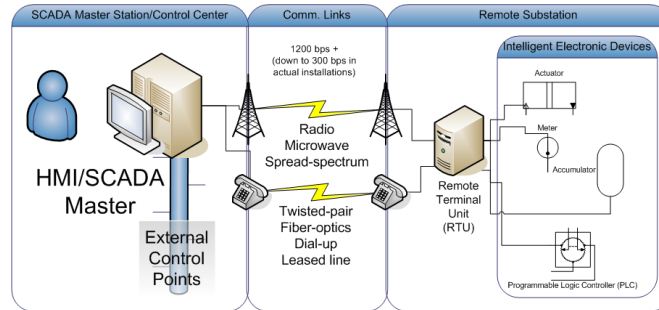 SCADA Master Station/Control Center
Comm. Links
Remote Substation
1200 bps +
(down to 300 bps in
actual installations)
Intelligent Electronic Devices
Actuator
Radio
Microwave
Spread-spectrum
Meter
Accumulator
HMI/SCADA
Master
Remote
Terminal
Unit
(RTU)
External
Control
Points
Twisted-pair
Fiber-optics
Dial-up
Leased line
Programmable Logic Controller (PLC)